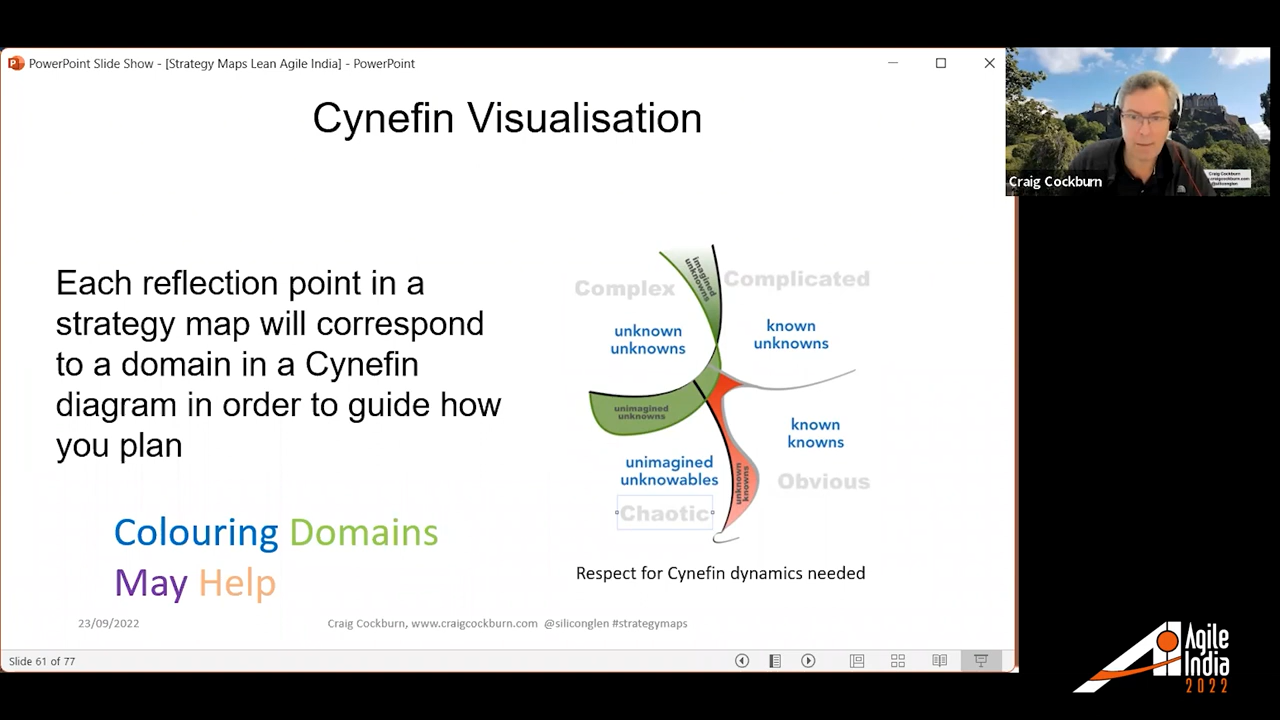 PowerPoint Slide Show - [Strategy Maps Lean Agile India] - PowerPoint
Cynefin Visualisation
Each reflection point in a
strategy map will correspond
to a domain in a Cynefin
diagram in order to guide how
you plan
Colouring Domains
May Help
imagined
unknowns
Complex
Complicated
unknown
unknowns
known
unknowns
unimagined
unknowns
known
knowns
unimagined
unknowables
unknown
knowns
Obvious
Chaotic
Respect for Cynefin dynamics needed
23/09/2022
Craig Cockburn, www.craigcockburn.com @siliconglen #strategymaps
Slide 61 of 77
Craig Cockburn
Craig Cockburn
Agile
India
2022